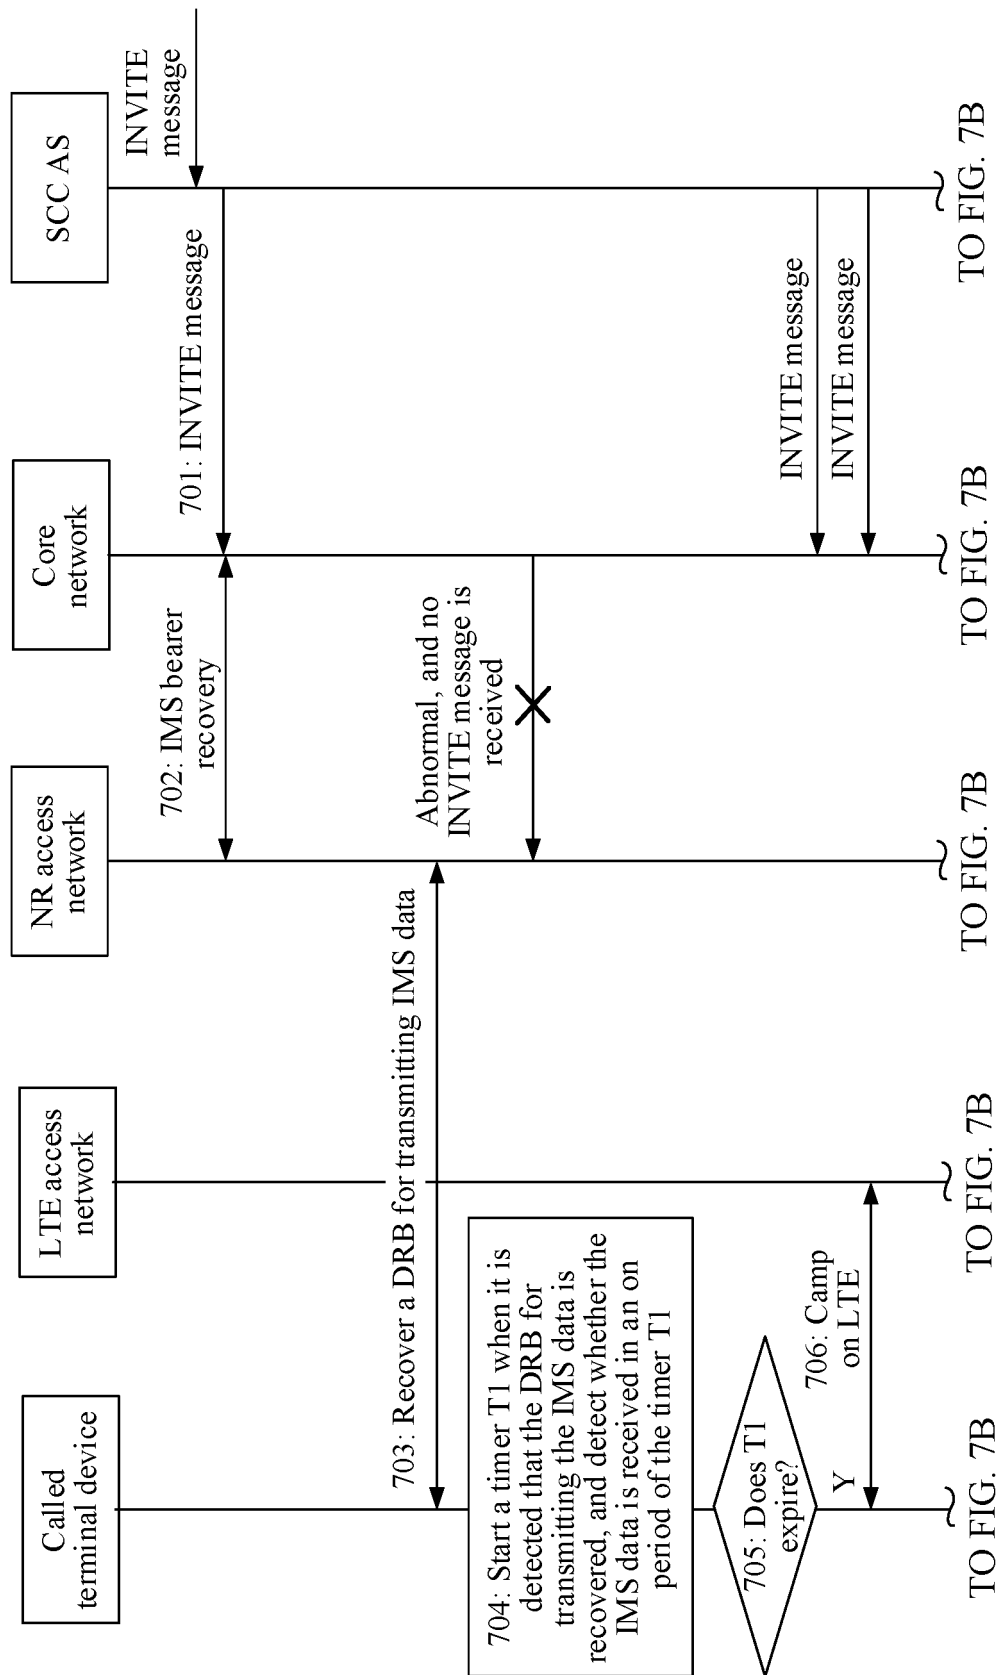 Called
terminal device
LTE access
network
NR access
network
Core
network
SCC AS
INVITE
message
701: INVITE message
702: IMS bearer
recovery
703: Recover a DRB for transmitting IMS data
Abnormal, and no
INVITE message is
received
704: Start a timer T1 when it is
detected that the DRB for
transmitting the IMS data is
recovered, and detect whether the
IMS data is received in an on
period of the timer T1
705: Does T1
expire?
Y
706: Camp
on LTE
INVITE message
INVITE message
TO FIG. 7B
TO FIG. 7B
TO FIG. 7B
TO FIG. 7B
TO FIG. 7B